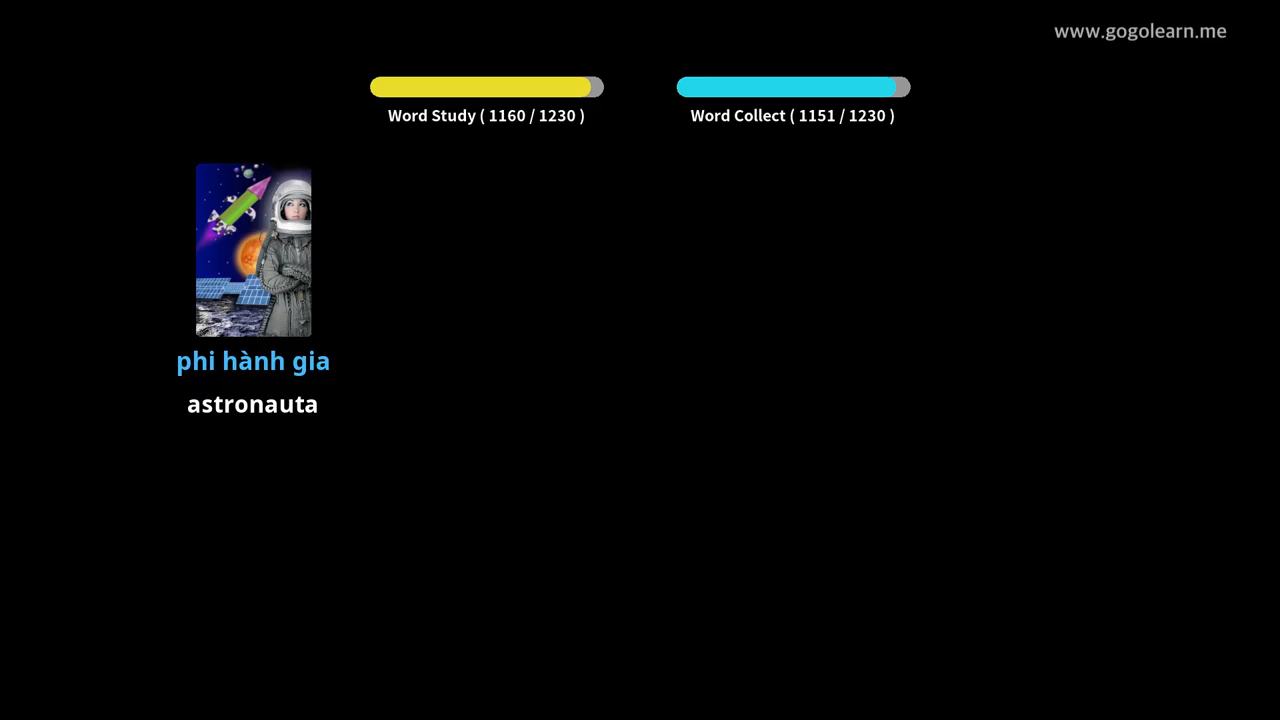 www.gogolearn.me
Word Study ( 1160 / 1230 )
Word Collect ( 1151 / 1230 )
phi hành gia
astronauta